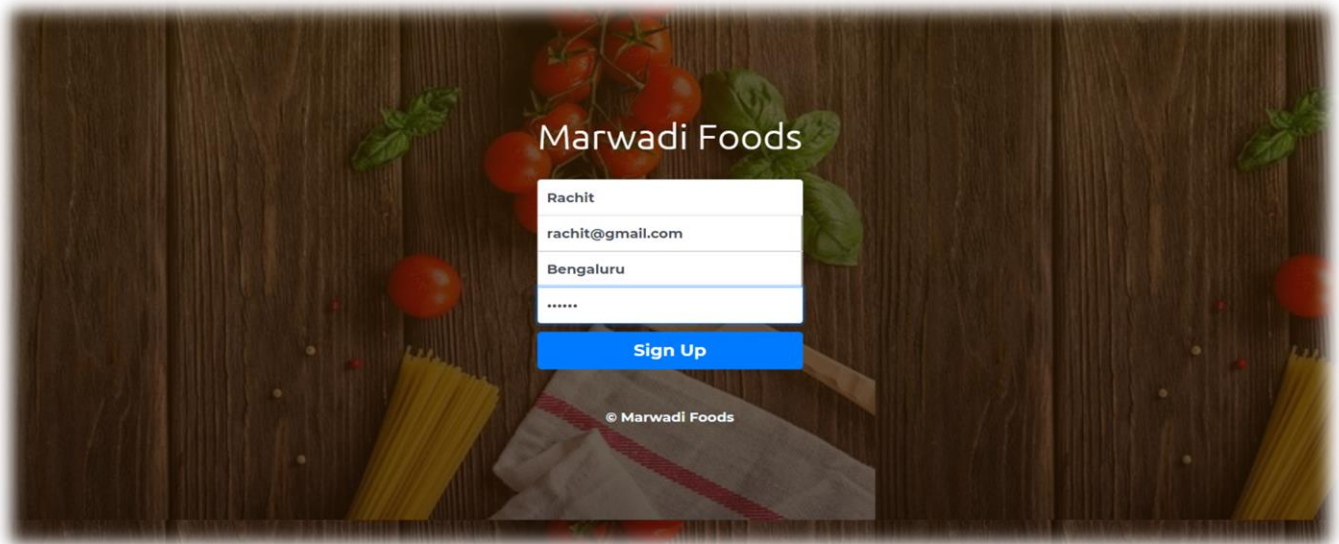 Marwadi Foods
Rachit
rachit@gmail.com
Bengaluru
••••••
Sign Up
© Marwadi Foods